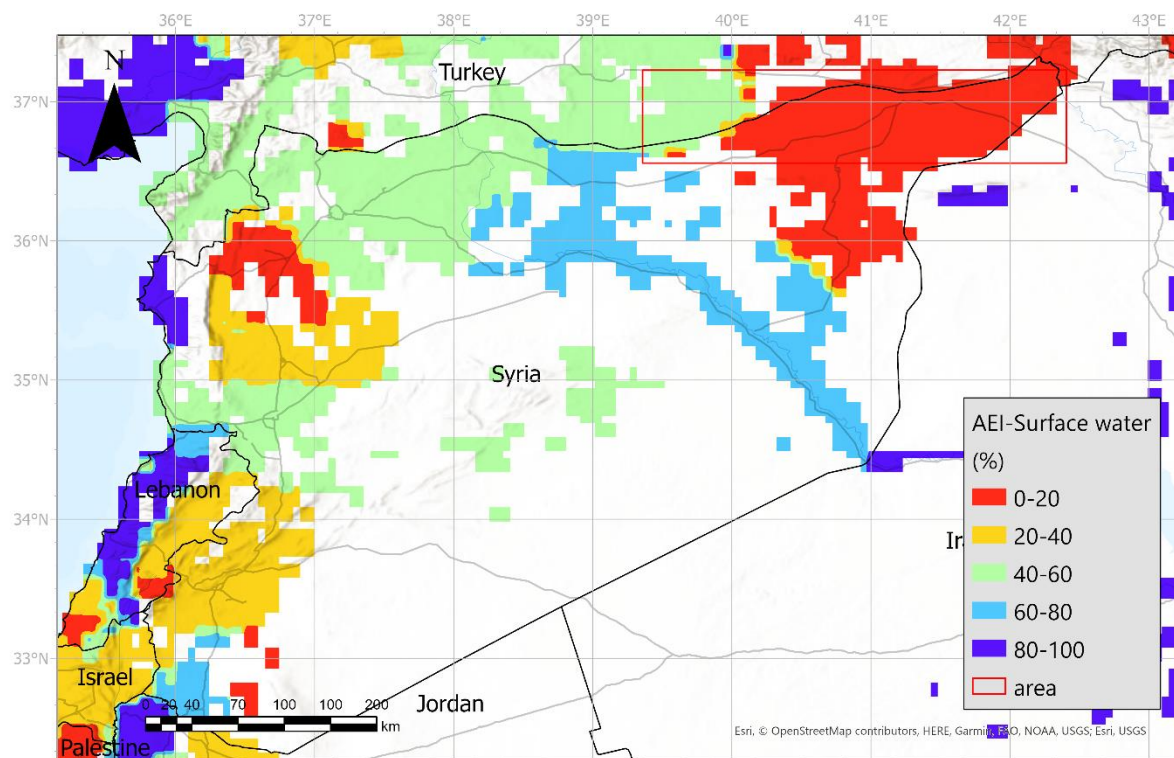 36°E 37°E 38°E 39°E 40°E 41°E 42°E 43°E
N
Turkey
37°N
36°N
Syria
35°N
AEI-Surface water
(%)
0-20
20-40
40-60
60-80
80-100
area
Lebanon
34°N
Ir
33°N
Israel
Jordan
0 20 40 70 100 100 200
km
Palestine
Esri, © OpenStreetMap contributors, HERE, Garmin, FAO, NOAA, USGS; Esri, USGS